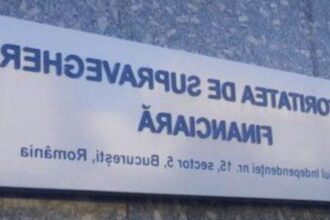 ORITATEA DE SUPRAVEGHER
FINANCIARĂ
ul Independenței nr. 15, sector 5, București, România